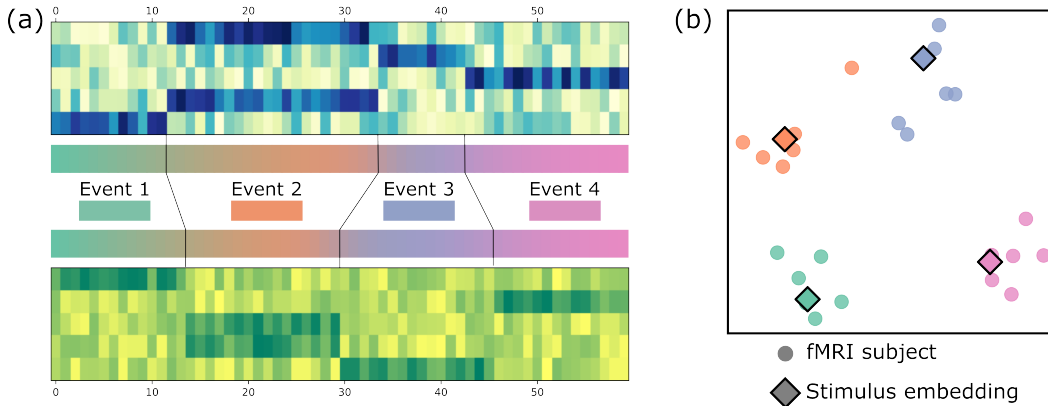 (a)
0 10 20 30 40 50
Event 1 Event 2 Event 3 Event 4
0 10 20 30 40 50
(b)
fMRI subject
Stimulus embedding